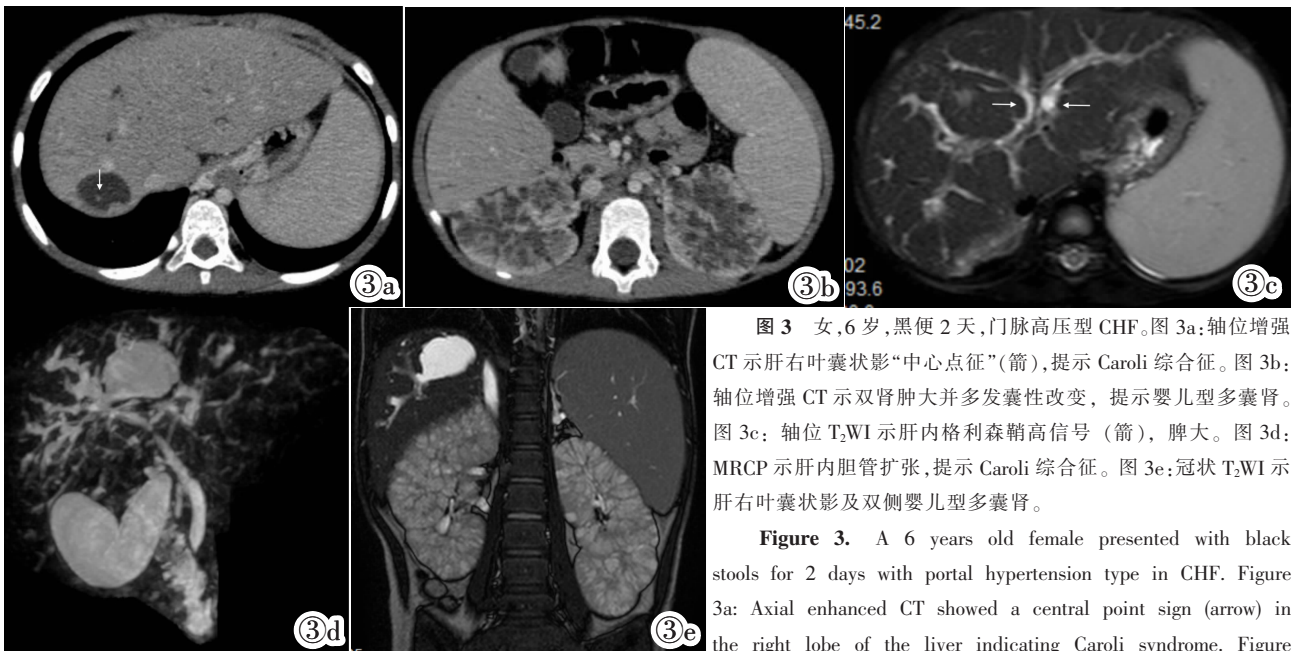 45.2
02
93.6
③a
③b
③c
③d
③e
图 3 女,6 岁,黑便 2 天,门脉高压型 CHF。图 3a:轴位增强
CT 示肝右叶囊状影“中心点征”(箭),提示 Caroli 综合征。图 3b:
轴位增强 CT 示双肾肿大并多发囊性改变，提示婴儿型多囊肾。
图 3c：轴位 T₂WI 示肝内格利森鞘高信号（箭），脾大。图 3d:
MRCP 示肝内胆管扩张,提示 Caroli 综合征。图 3e:冠状 T₂WI 示
肝右叶囊状影及双侧婴儿型多囊肾。
Figure 3. A 6 years old female presented with black
stools for 2 days with portal hypertension type in CHF. Figure
3a: Axial enhanced CT showed a central point sign (arrow) in
the right lobe of the liver indicating Caroli syndrome. Figure